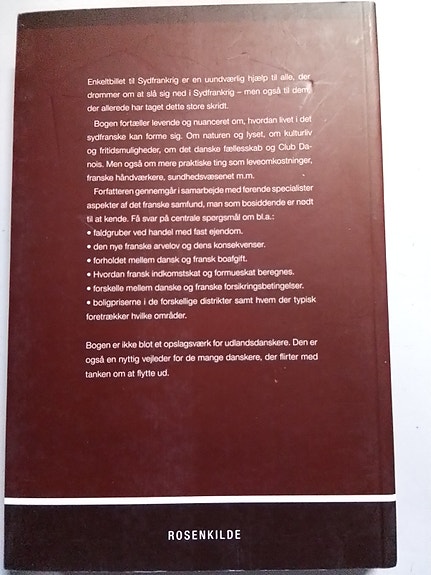 Enkeltbillet til Sydfrankrig er en uundværlig hjælp til alle, der
drømmer om at slå sig ned i Sydfrankrig – men også til dem,
der allerede har taget dette store skridt.
Bogen fortæller levende og nuanceret om, hvordan livet i det
sydfranske kan forme sig. Om naturen og lyset, om kulturliv
og fritidsmuligheder, om det danske fællesskab og Club Da-
nois. Men også om mere praktiske ting som leveomkostninger,
franske håndværkere, sundhedsvæsenet m.m.
Forfatteren gennemgår i samarbejde med førende specialister
aspekter af det franske samfund, man som bosiddende er nødt
til at kende. Få svar på centrale spørgsmål om bl.a.:
• faldgruber ved handel med fast ejendom.
• den nye franske arvelov og dens konsekvenser.
• forholdet mellem dansk og fransk boafgift.
• Hvordan fransk indkomstskat og formueskat beregnes.
• forskelle mellem danske og franske forsikringsbetingelser.
• boligpriserne i de forskellige distrikter samt hvem der typisk
foretrækker hvilke områder.
Bogen er ikke blot et opslagsværk for udlandsdanskere. Den er
også en nyttig vejleder for de mange danskere, der flirter med
tanken om at flytte ud.
ROSENKILDE